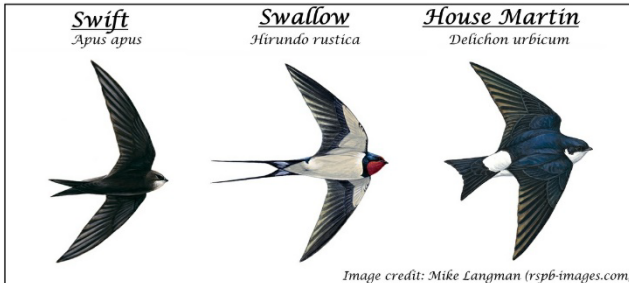 Swift
Apus apus
Swallow
Hirundo rustica
House Martin
Delichon urbicum
Image credit: Mike Langman (rspb-images.com